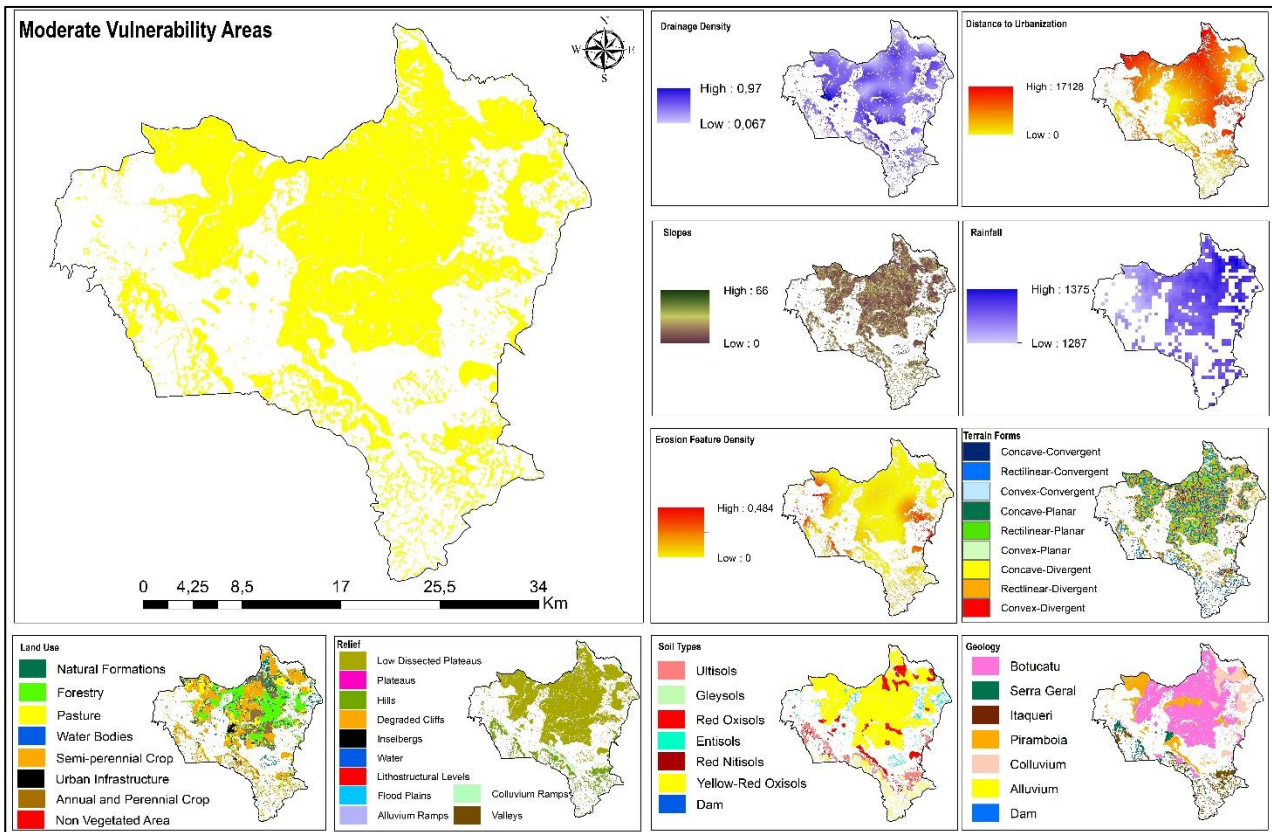 Moderate Vulnerability Areas
N
W E
S
0 4,25 8,5 17 25,5 34
Km
Drainage Density
High : 0,97
Low : 0,067
Distance to Urbanization
High : 17128
Low : 0
Slopes
High : 66
Low : 0
Rainfall
High : 1375
Low : 1287
Erosion Feature Density
High : 0,484
Low : 0
Terrain Forms
Concave-Convergent
Rectilinear-Convergent
Convex-Convergent
Concave-Planar
Rectilinear-Planar
Convex-Planar
Concave-Divergent
Rectlinear-Divergent
Convex-Divergent
Land Use
Natural Formations
Forestry
Pasture
Water Bodies
Semi-perennial Crop
Urban Infrastructure
Annual and Perennial Crop
Non Vegetated Area
Relief
Low Dissected Plateaus
Plateaus
Hills
Degraded Cliffs
Inselbergs
Water
Lithostructural Levels
Flood Plains
Alluvium Ramps
Colluvium Ramps
Valleys
Soil Types
Ultisols
Gleysols
Red Oxisols
Entisols
Red Nitisols
Yellow-Red Oxisols
Dam
Geology
Botucatu
Serra Geral
Itaqueri
Piramboia
Colluvium
Alluvium
Dam